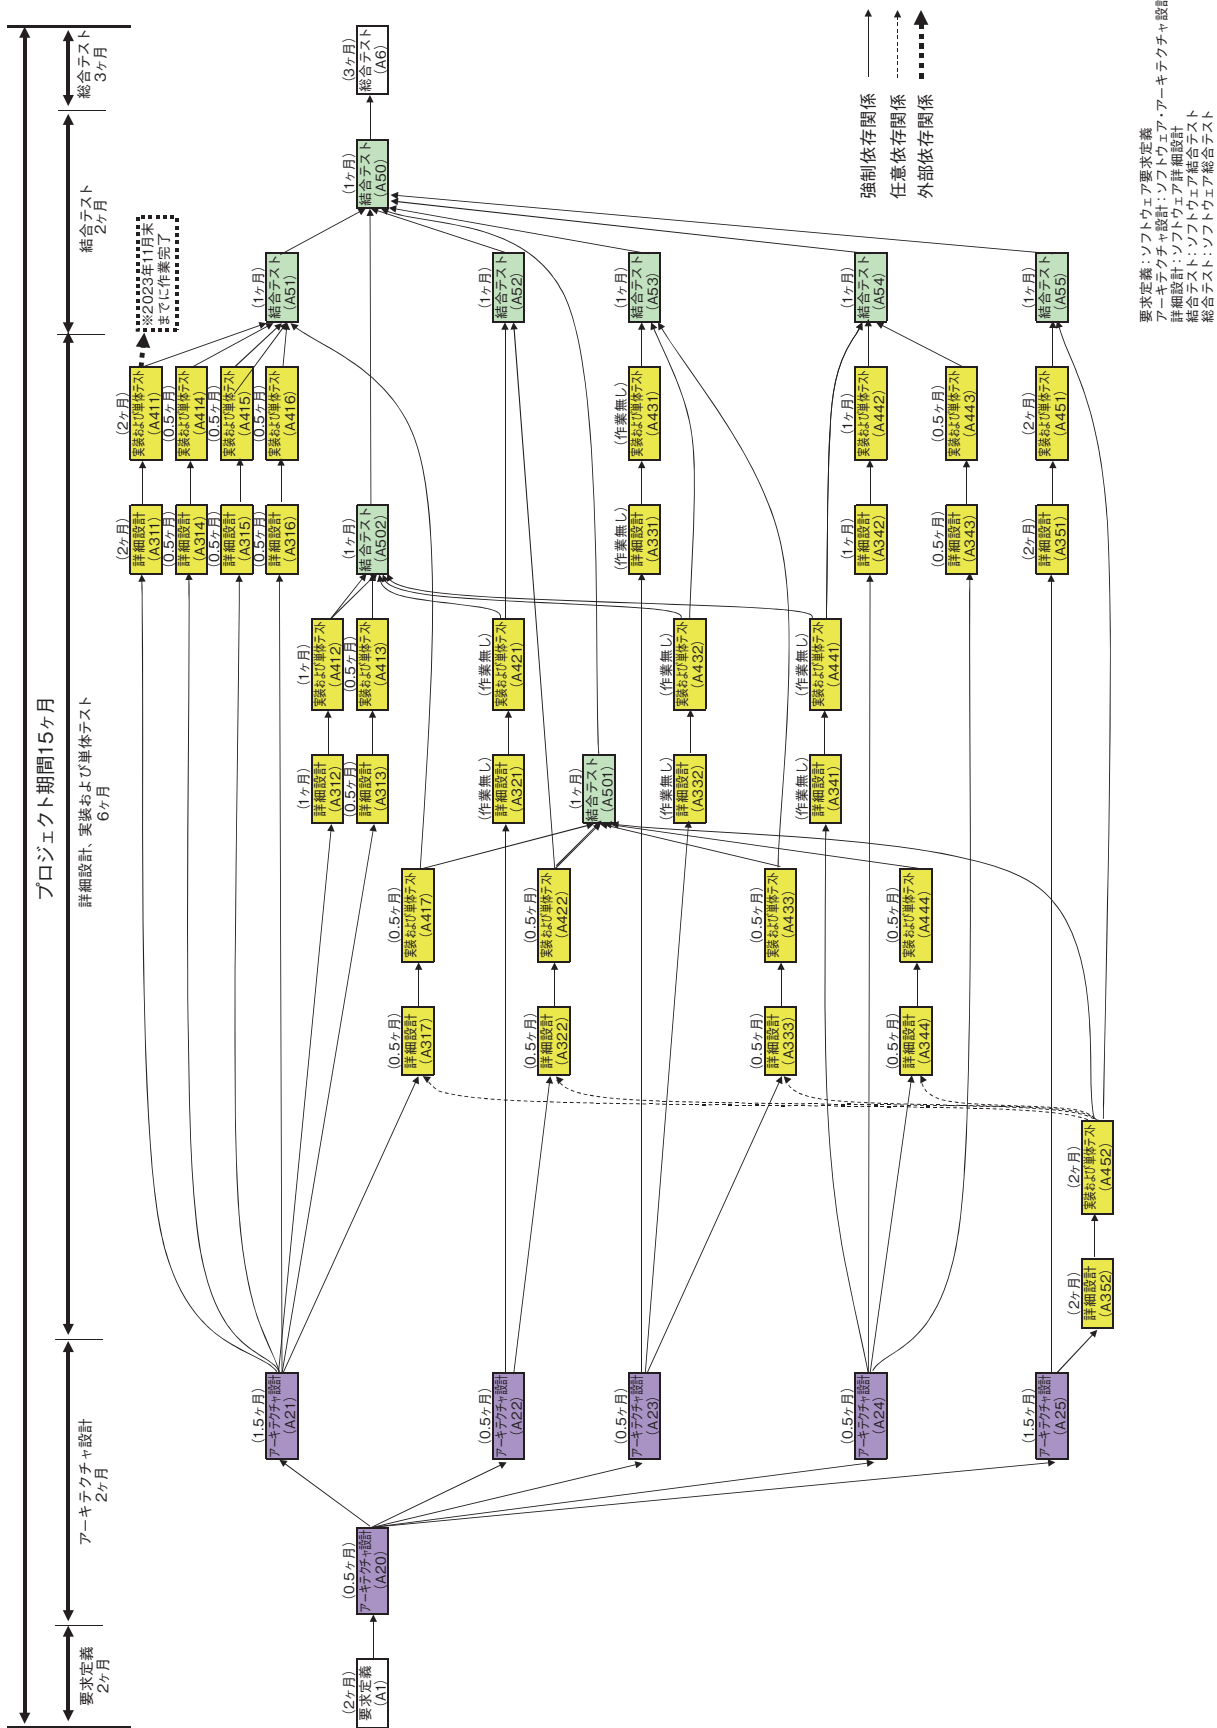 プロジェクト期間15ヶ月
要求定義
2ヶ月
アーキテクチャ設計
2ヶ月
詳細設計、実装および単体テスト
6ヶ月
結合テスト
2ヶ月
総合テスト
3ヶ月
(2ヶ月)
要求定義
(A1)
(0.5ヶ月)
アーキテクチャ設計
(A20)
(1.5ヶ月)
アーキテクチャ設計
(A21)
(0.5ヶ月)
アーキテクチャ設計
(A22)
(0.5ヶ月)
アーキテクチャ設計
(A23)
(0.5ヶ月)
アーキテクチャ設計
(A24)
(1.5ヶ月)
アーキテクチャ設計
(A25)
(2ヶ月)
詳細設計
(A352)
(2ヶ月)
実装および単体テスト
(A452)
(0.5ヶ月)
詳細設計
(A317)
(0.5ヶ月)
実装および単体テスト
(A417)
(0.5ヶ月)
詳細設計
(A322)
(0.5ヶ月)
実装および単体テスト
(A422)
(0.5ヶ月)
詳細設計
(A333)
(0.5ヶ月)
実装および単体テスト
(A433)
(0.5ヶ月)
詳細設計
(A344)
(0.5ヶ月)
実装および単体テスト
(A444)
(1ヶ月)
詳細設計
(A312)
(1ヶ月)
実装および単体テスト
(A412)
(0.5ヶ月)
詳細設計
(A313)
(0.5ヶ月)
実装および単体テスト
(A413)
(作業無し)
詳細設計
(A321)
(作業無し)
実装および単体テスト
(A421)
(1ヶ月)
結合テスト
(A501)
(作業無し)
詳細設計
(A332)
(作業無し)
実装および単体テスト
(A432)
(作業無し)
詳細設計
(A341)
(作業無し)
実装および単体テスト
(A441)
(2ヶ月)
詳細設計
(A311)
(2ヶ月)
実装および単体テスト
(A411)
(0.5ヶ月)
詳細設計
(A314)
(0.5ヶ月)
実装および単体テスト
(A414)
(0.5ヶ月)
詳細設計
(A315)
(0.5ヶ月)
実装および単体テスト
(A415)
(0.5ヶ月)
詳細設計
(A316)
(0.5ヶ月)
実装および単体テスト
(A416)
(1ヶ月)
結合テスト
(A502)
(作業無し)
詳細設計
(A331)
(作業無し)
実装および単体テスト
(A431)
(1ヶ月)
詳細設計
(A342)
(1ヶ月)
実装および単体テスト
(A442)
(0.5ヶ月)
詳細設計
(A343)
(0.5ヶ月)
実装および単体テスト
(A443)
(2ヶ月)
詳細設計
(A351)
(2ヶ月)
実装および単体テスト
(A451)
※2023年11月末
までに作業完了
(1ヶ月)
結合テスト
(A51)
(1ヶ月)
結合テスト
(A52)
(1ヶ月)
結合テスト
(A53)
(1ヶ月)
結合テスト
(A54)
(1ヶ月)
結合テスト
(A55)
(1ヶ月)
結合テスト
(A50)
(3ヶ月)
総合テスト
(A6)
強制依存関係
任意依存関係
外部依存関係
要求定義：ソフトウェア要求定義
アーキテクチャ設計：ソフトウェア・アーキテクチャ設計
詳細設計：ソフトウェア詳細設計
結合テスト：ソフトウェア結合テスト
総合テスト：ソフトウェア総合テスト